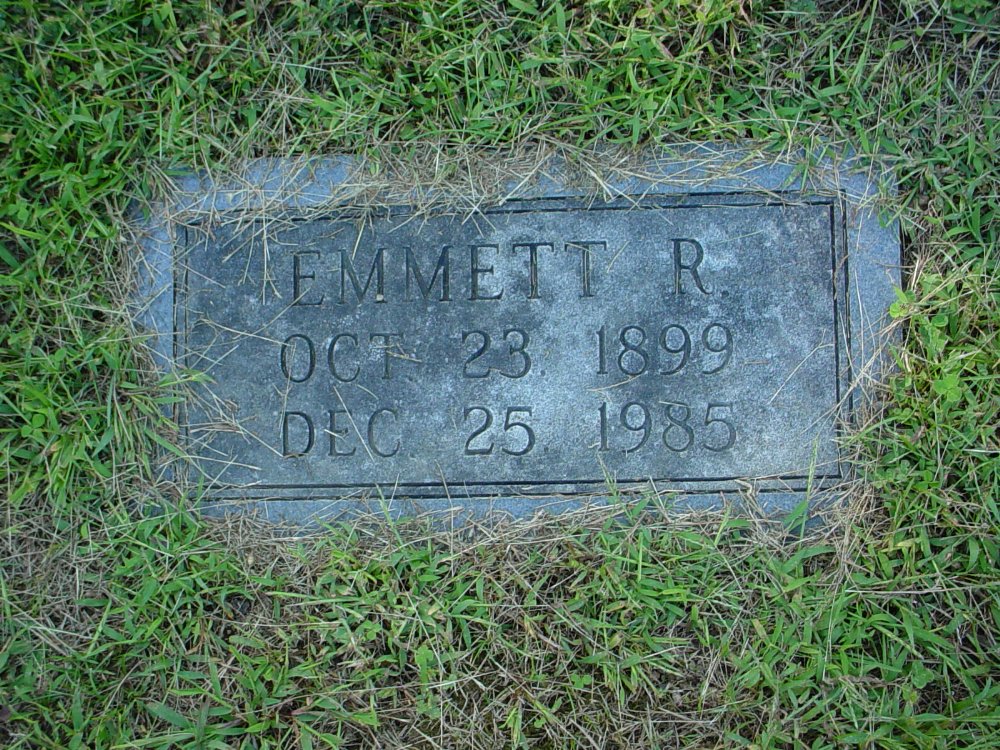 EMMETT R.
OCT. 23. 1899
DEC. 25. 1985